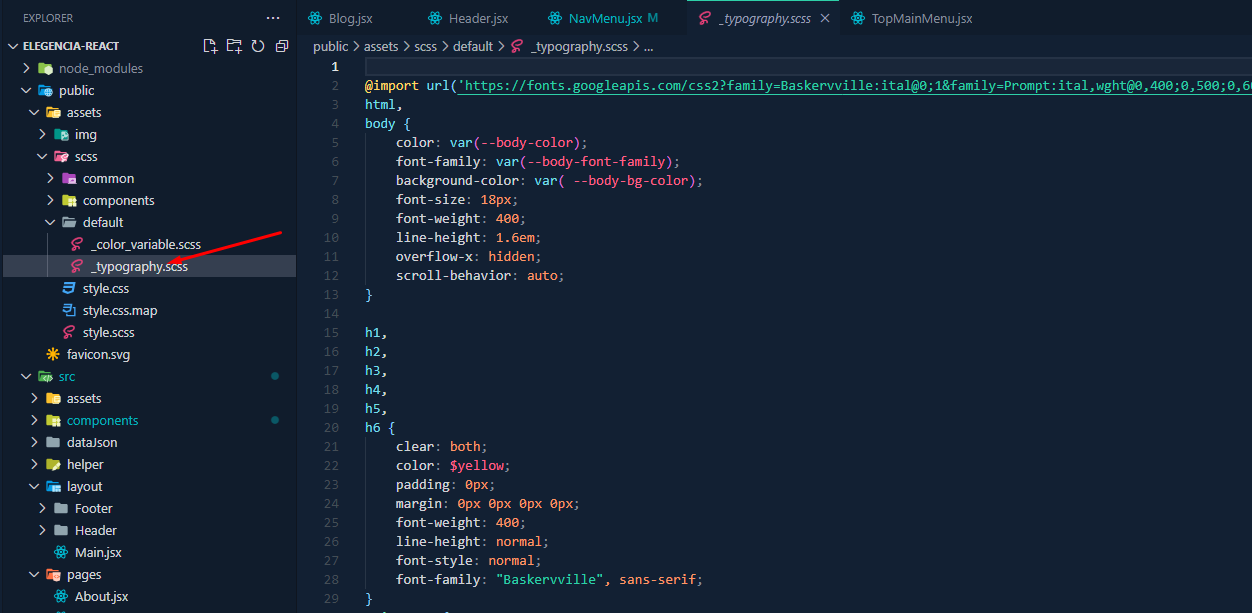 EXPLORER
ELEGENCIA-REACT
node_modules
public
assets
img
scss
common
components
default
_color_variable.scss
_typography.scss
style.css
style.css.map
style.scss
favicon.svg
src
assets
components
dataJson
helper
layout
Footer
Header
Main.jsx
pages
About.jsx
Blog.jsx Header.jsx NavMenu.jsx M _typography.scss TopMainMenu.jsx
public > assets > scss > default > _typography.scss > ...
1
2 @import url('https://fonts.googleapis.com/css2?family=Baskervville:ital@0;1&family=Prompt:ital,wght@0,400;0,500;0,60
3 html,
4 body {
5 color: var(--body-color);
6 font-family: var(--body-font-family);
7 background-color: var( --body-bg-color);
8 font-size: 18px;
9 font-weight: 400;
10 line-height: 1.6em;
11 overflow-x: hidden;
12 scroll-behavior: auto;
13 }
14
15 h1,
16 h2,
17 h3,
18 h4,
19 h5,
20 h6 {
21 clear: both;
22 color: $yellow;
23 padding: 0px;
24 margin: 0px 0px 0px 0px;
25 font-weight: 400;
26 line-height: normal;
27 font-style: normal;
28 font-family: "Baskervville", sans-serif;
29 }